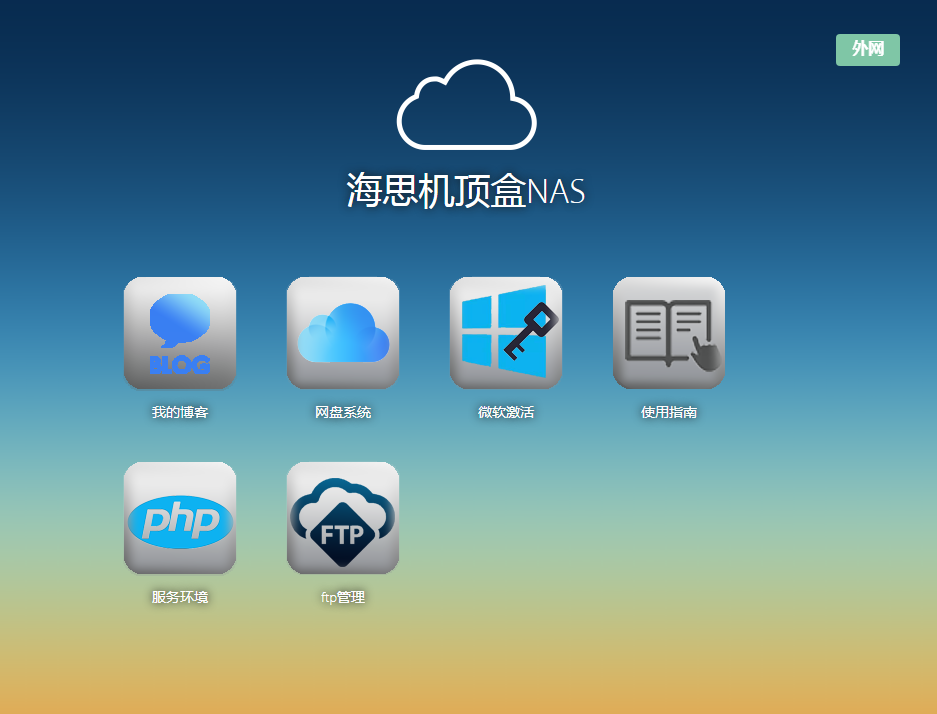 外网
海思机顶盒NAS
BLOG
我的博客
网盘系统
微软激活
使用指南
php
FTP
服务环境
ftp管理